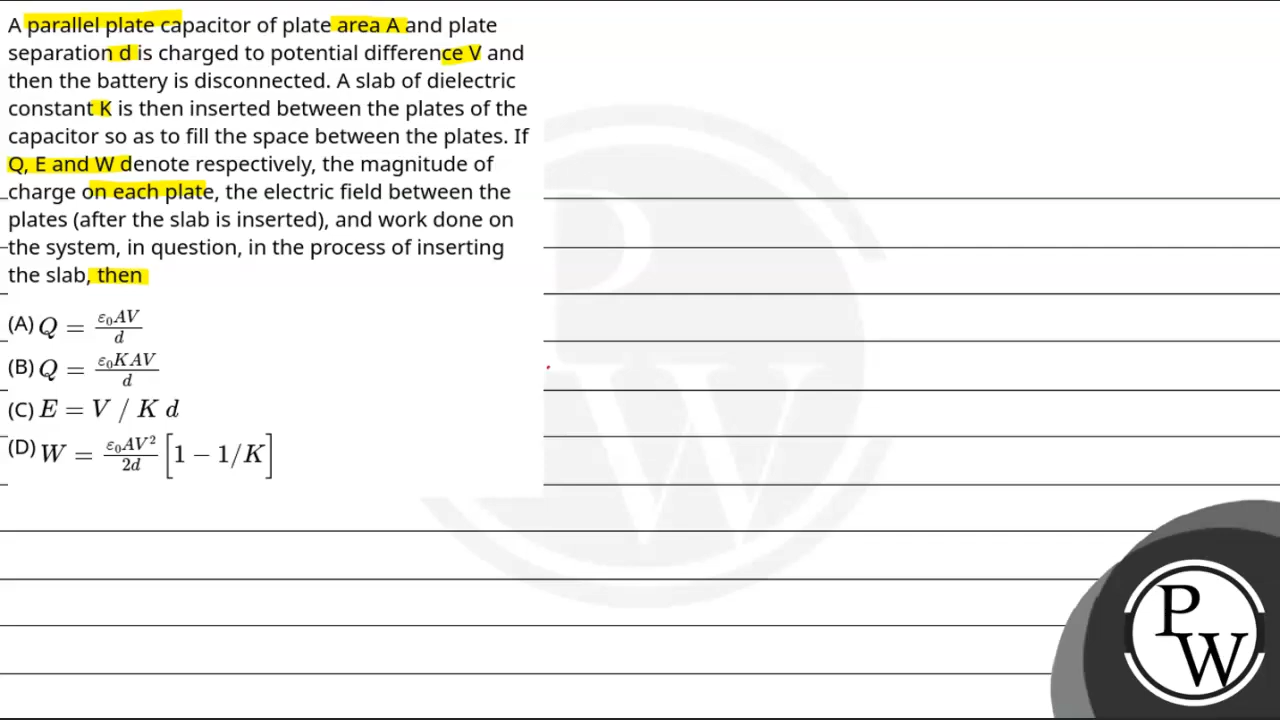 A parallel plate capacitor of plate area A and plate
separation d is charged to potential difference V and
then the battery is disconnected. A slab of dielectric
constant K is then inserted between the plates of the
capacitor so as to fill the space between the plates. If
Q, E and W denote respectively, the magnitude of
charge on each plate, the electric field between the
plates (after the slab is inserted), and work done on
the system, in question, in the process of inserting
the slab, then
(A) Q = ε₀AV / d
(B) Q = ε₀KAV / d
(C) E = V / K d
(D) W = ε₀AV² / 2d [1 − 1/K]
PW
PW